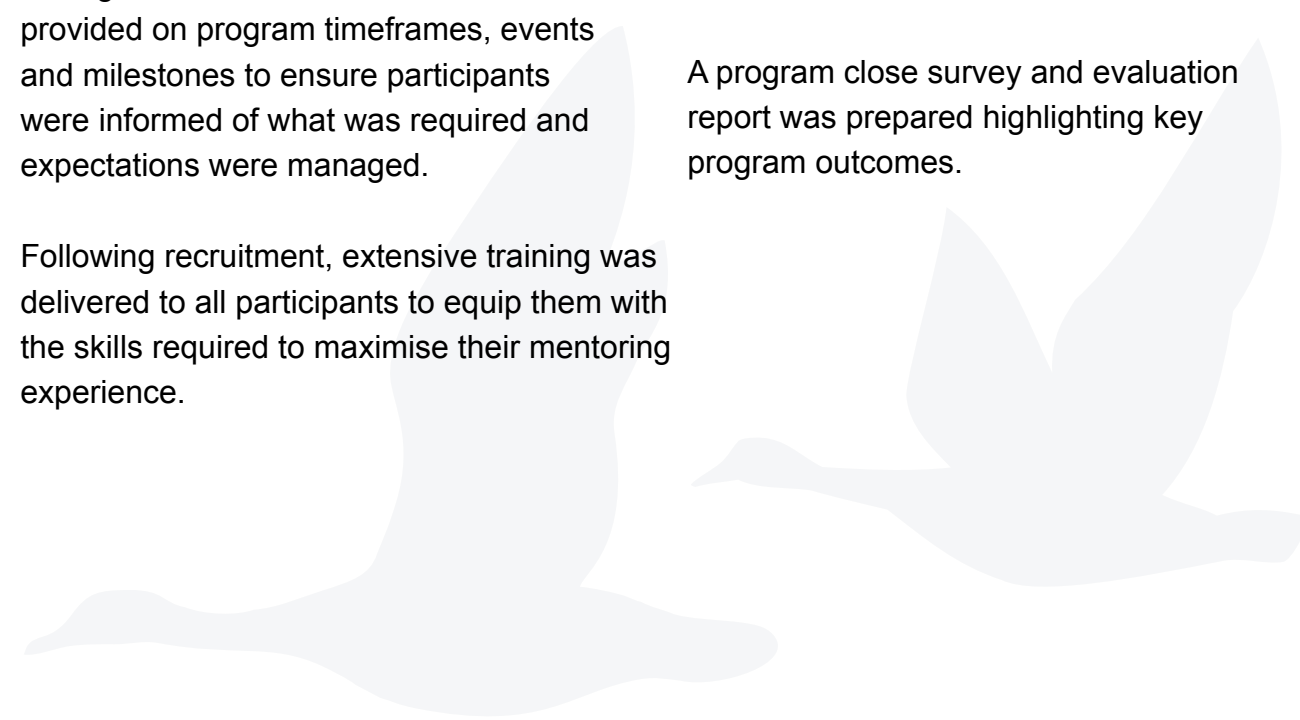 provided on program timeframes, events
and milestones to ensure participants
were informed of what was required and
expectations were managed.
Following recruitment, extensive training was
delivered to all participants to equip them with
the skills required to maximise their mentoring
experience.
A program close survey and evaluation
report was prepared highlighting key
program outcomes.